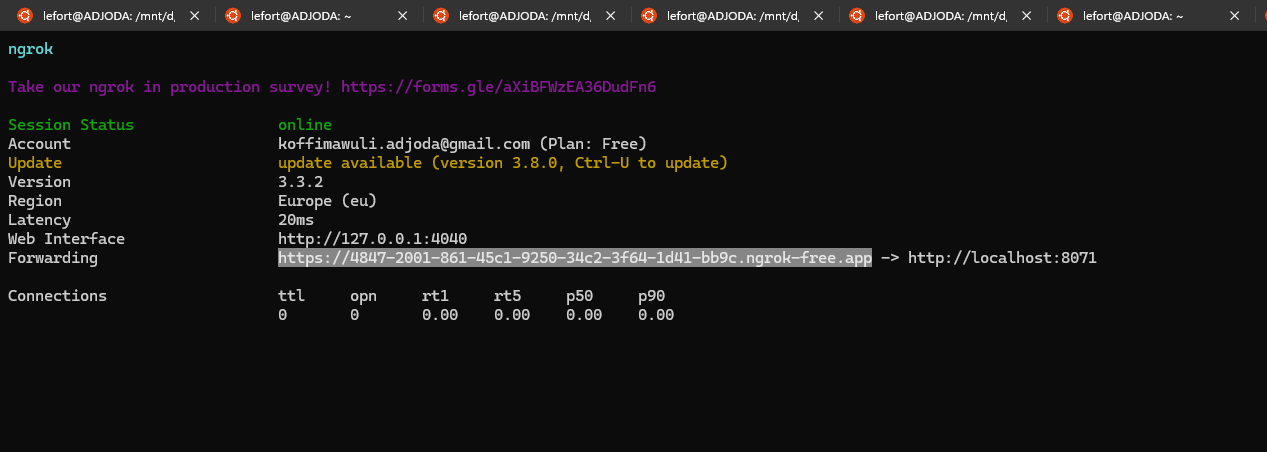 lefort@ADJODA: /mnt/d, lefort@ADJODA: ~ lefort@ADJODA: /mnt/d, lefort@ADJODA: /mnt/d, lefort@ADJODA: /mnt/d, lefort@ADJODA: ~
ngrok
Take our ngrok in production survey! https://forms.gle/aXiBFWzEA36DudFn6
Session Status online
Account koffimawuli.adjoda@gmail.com (Plan: Free)
Update update available (version 3.8.0, Ctrl-U to update)
Version 3.3.2
Region Europe (eu)
Latency 20ms
Web Interface http://127.0.0.1:4040
Forwarding https://4847-2001-861-45c1-9250-34c2-3f64-1d41-bb9c.ngrok-free.app -> http://localhost:8071
Connections ttl opn rt1 rt5 p50 p90
0 0 0.00 0.00 0.00 0.00